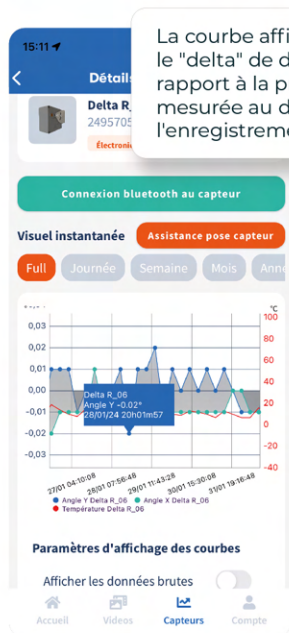 15:11
La courbe affi
le "delta" de d
rapport à la p
mesurée au d
l'enregistreme
Détails
Delta R_
2495705
Électroni
Connexion bluetooth au capteur
Visuel instantanée
Assistance pose capteur
Full
Journée
Semaine
Mois
Anné
°C
0,03
0,02
0,01
0,00
-0,01
-0,02
-0,03
100
80
60
40
20
0
-20
-40
Delta R_06
Angle Y -0.02°
28/01/24 20h01m57
27/01 04:10:08
28/01 07:56:48
29/01 11:43:28
30/01 15:30:08
31/01 19:16:48
Angle Y Delta R_06
Angle X Delta R_06
Température Delta R_06
Paramètres d'affichage des courbes
Afficher les données brutes
Accueil
Videos
Capteurs
Compte